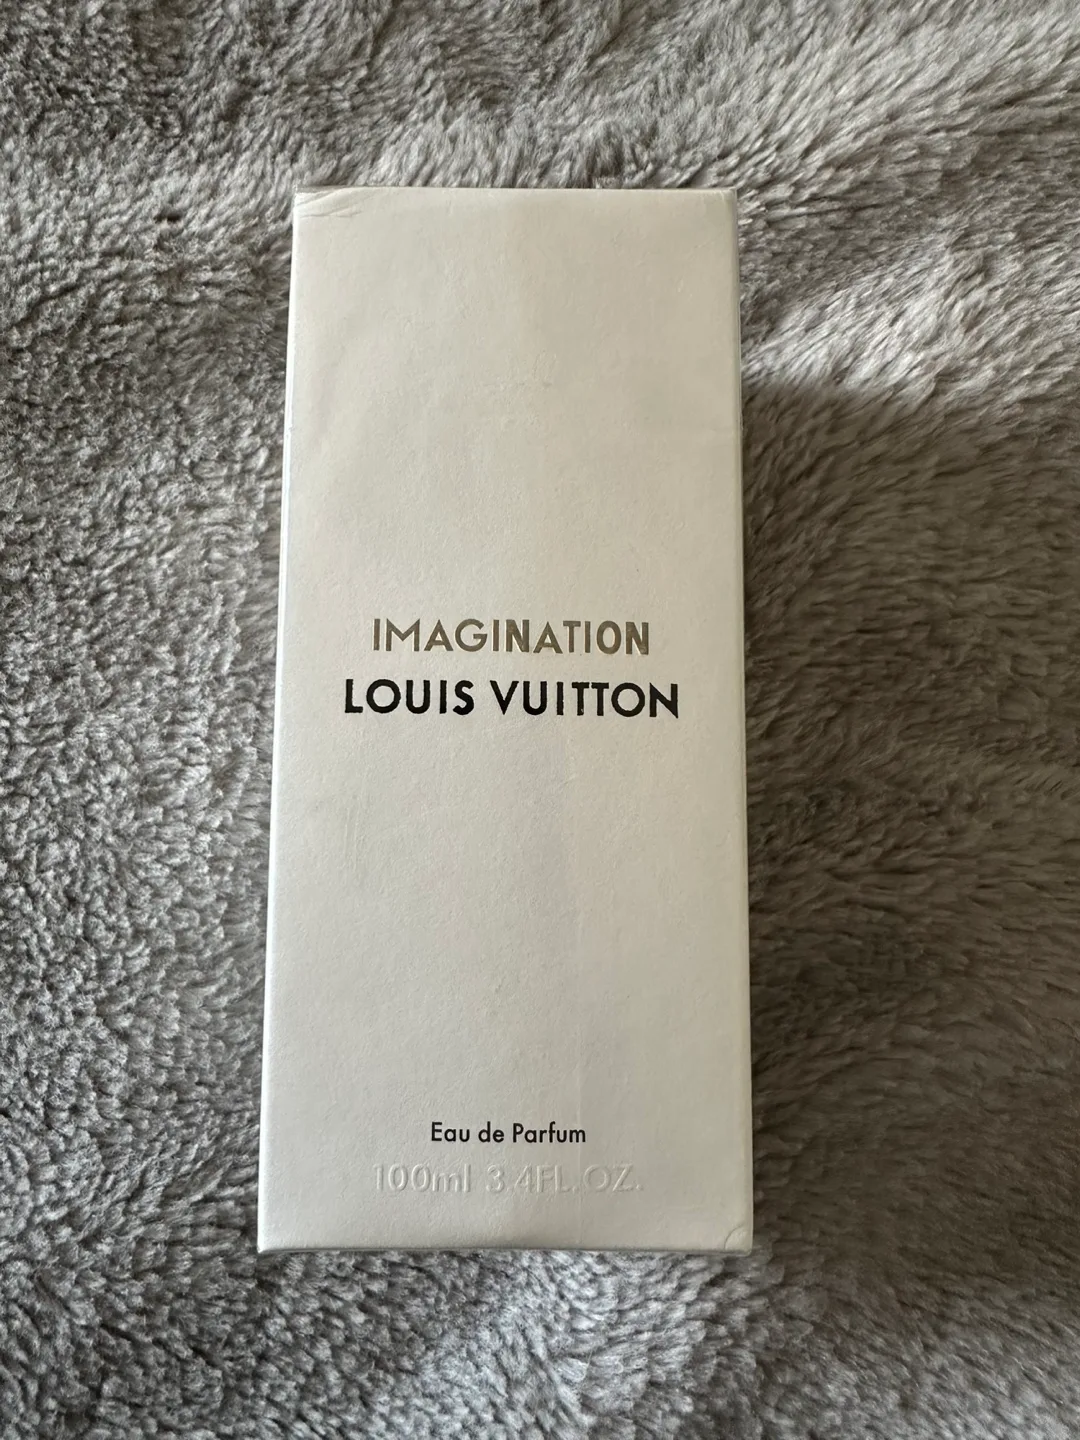 IMAGINATION
LOUIS VUITTON
Eau de Parfum
100ml 3.4FL.OZ.